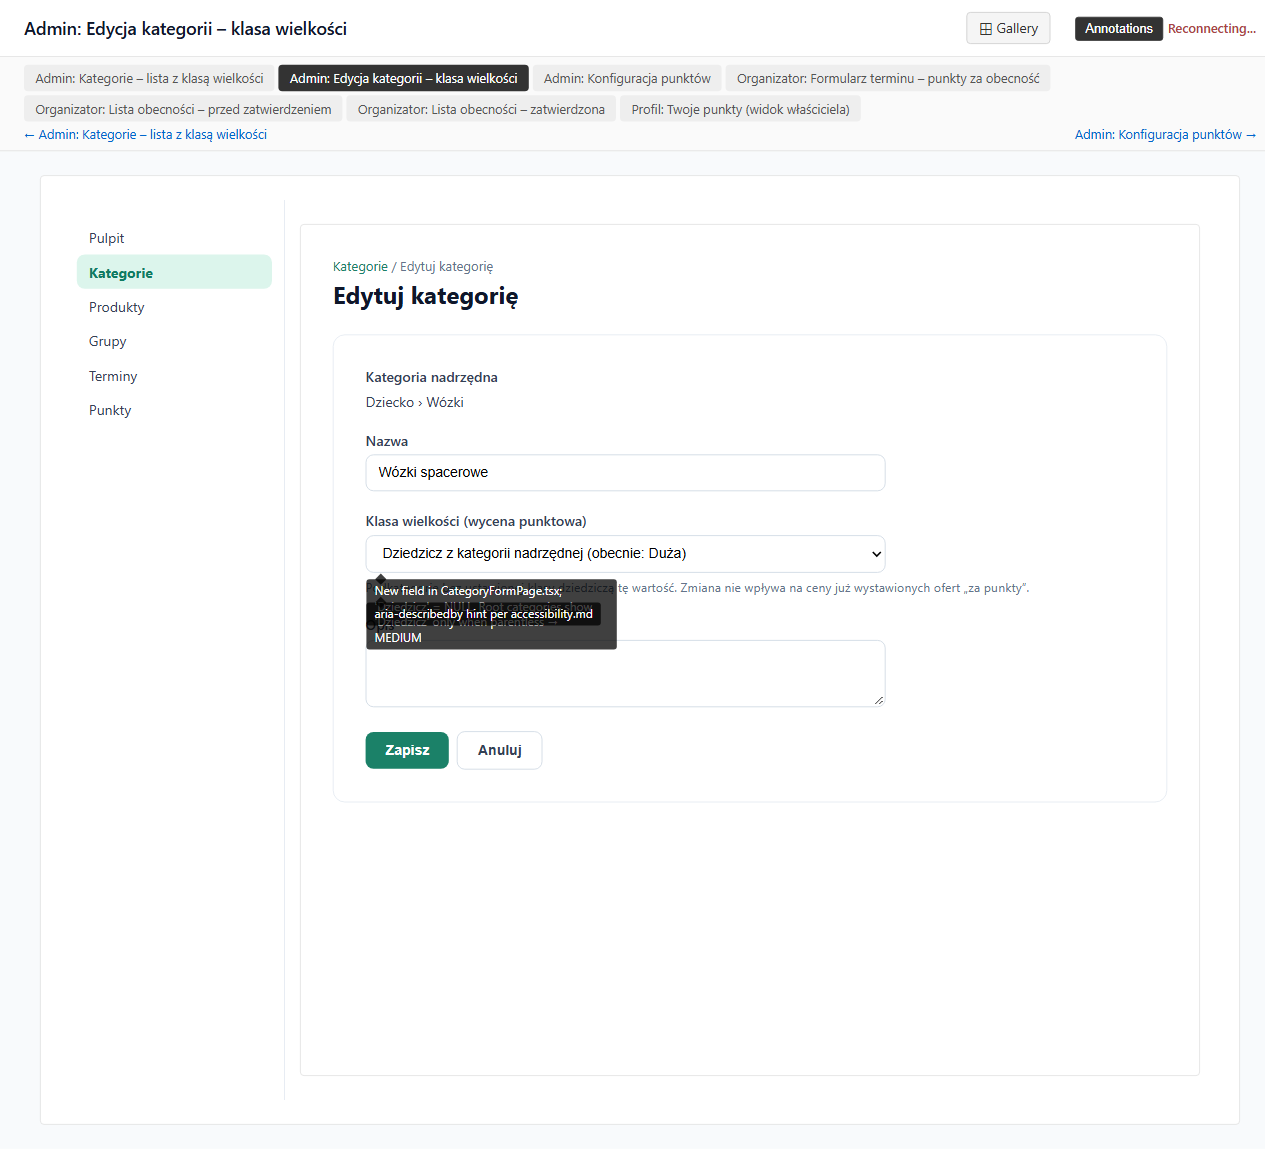 Admin: Edycja kategorii – klasa wielkości
Gallery
Annotations
Reconnecting...
Admin: Kategorie – lista z klasą wielkości
Admin: Edycja kategorii – klasa wielkości
Admin: Konfiguracja punktów
Organizator: Formularz terminu – punkty za obecność
Organizator: Lista obecności – przed zatwierdzeniem
Organizator: Lista obecności – zatwierdzona
Profil: Twoje punkty (widok właściciela)
← Admin: Kategorie – lista z klasą wielkości
Admin: Konfiguracja punktów →
Pulpit
Kategorie
Produkty
Grupy
Terminy
Punkty
Kategorie / Edytuj kategorię
Edytuj kategorię
Kategoria nadrzędna
Dziecko › Wózki
Nazwa
Wózki spacerowe
Klasa wielkości (wycena punktowa)
Dziedzicz z kategorii nadrzędnej (obecnie: Duża)
tę wartość. Zmiana nie wpływa na ceny już wystawionych ofert „za punkty”.
New field in CategoryFormPage.tsx;
aria-describedby hint per accessibility.md
MEDIUM
Zapisz
Anuluj